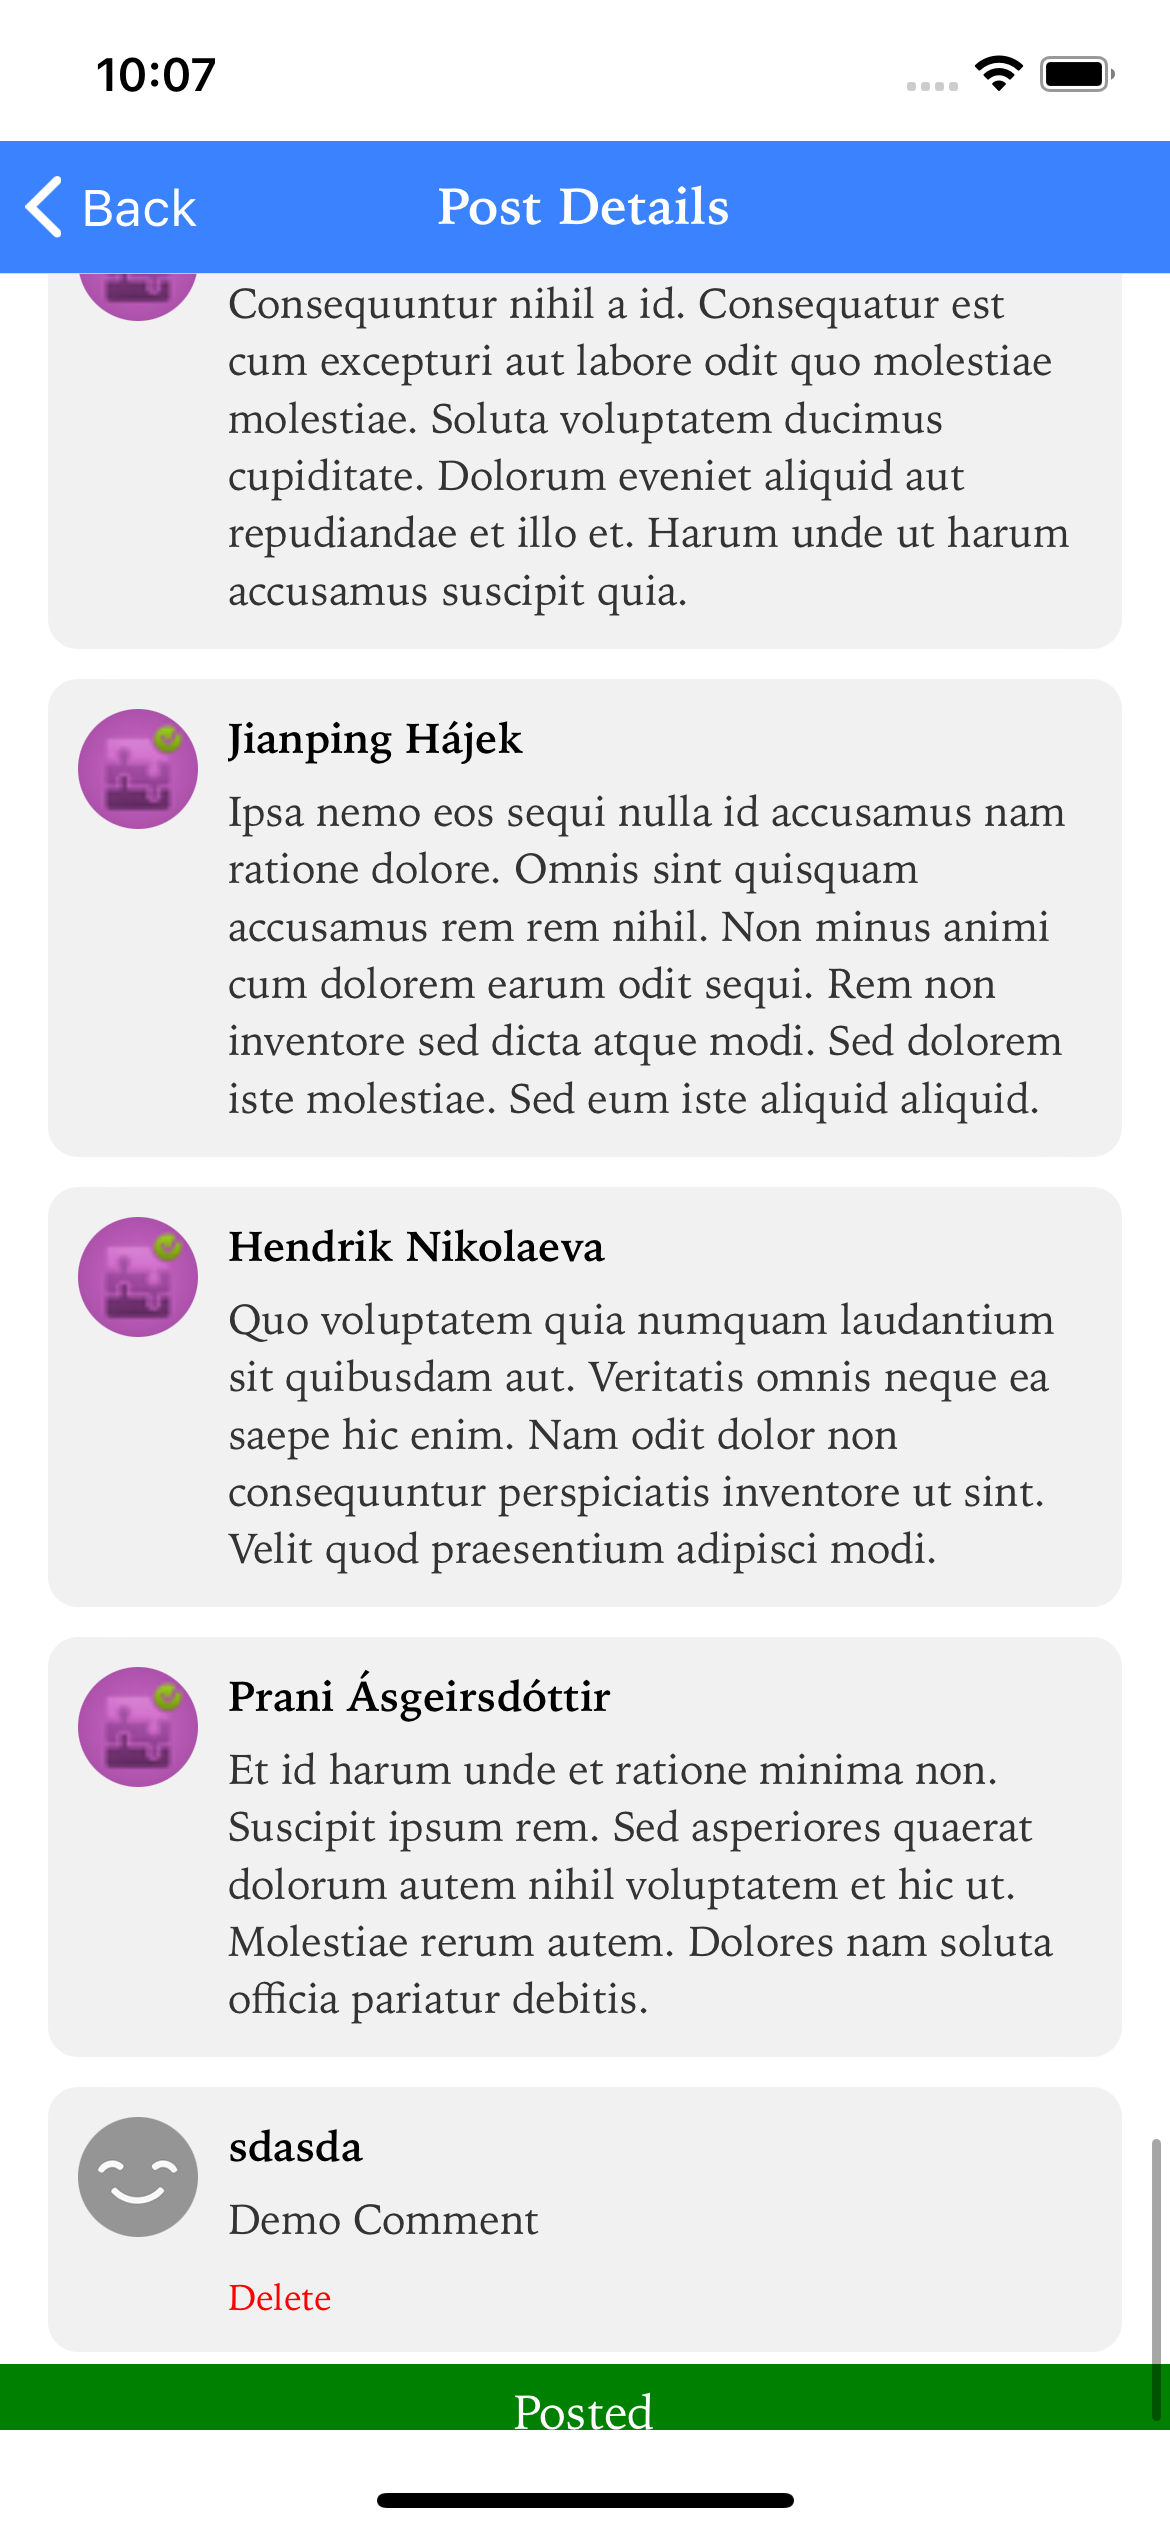 10:07
Back
Post Details
Consequuntur nihil a id. Consequatur est
cum excepturi aut labore odit quo molestiae
molestiae. Soluta voluptatem ducimus
cupiditate. Dolorum eveniet aliquid aut
repudiandae et illo et. Harum unde ut harum
accusamus suscipit quia.
Jianping Hájek
Ipsa nemo eos sequi nulla id accusamus nam
ratione dolore. Omnis sint quisquam
accusamus rem rem nihil. Non minus animi
cum dolorem earum odit sequi. Rem non
inventore sed dicta atque modi. Sed dolorem
iste molestiae. Sed eum iste aliquid aliquid.
Hendrik Nikolaeva
Quo voluptatem quia numquam laudantium
sit quibusdam aut. Veritatis omnis neque ea
saepe hic enim. Nam odit dolor non
consequuntur perspiciatis inventore ut sint.
Velit quod praesentium adipisci modi.
Prani Ásgeirsdóttir
Et id harum unde et ratione minima non.
Suscipit ipsum rem. Sed asperiores quaerat
dolorum autem nihil voluptatem et hic ut.
Molestiae rerum autem. Dolores nam soluta
officia pariatur debitis.
sdasda
Demo Comment
Delete
Posted